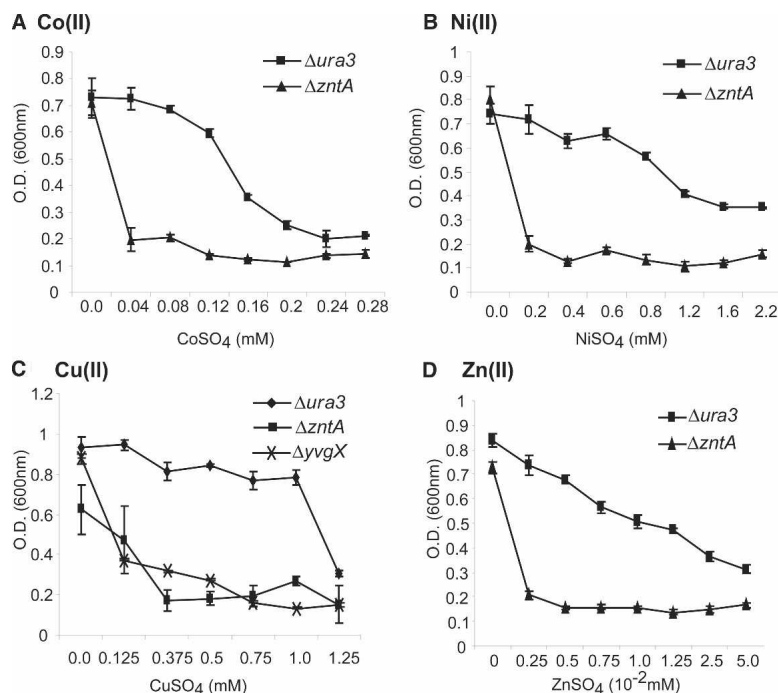 A Co(II)
0.9
0.8
0.7
0.6
0.5
0.4
0.3
0.2
0.1
0
O.D. (600nm)
Δura3
ΔzntA
0.0 0.04 0.08 0.12 0.16 0.2 0.24 0.28
CoSO4 (mM)
B Ni(II)
1
0.9
0.8
0.7
0.6
0.5
0.4
0.3
0.2
0.1
0
O.D. (600nm)
Δura3
ΔzntA
0.0 0.2 0.4 0.6 0.8 1.2 1.6 2.2
NiSO4 (mM)
C Cu(II)
1.2
1
0.8
0.6
0.4
0.2
0
O.D. (600nm)
Δura3
ΔzntA
ΔyvgX
0.0 0.125 0.375 0.5 0.75 1.0 1.25
CuSO4 (mM)
D Zn(II)
1
0.9
0.8
0.7
0.6
0.5
0.4
0.3
0.2
0.1
0
O.D. (600nm)
Δura3
ΔzntA
0 0.25 0.5 0.75 1.0 1.25 2.5 5.0
ZnSO4 (10-2mM)